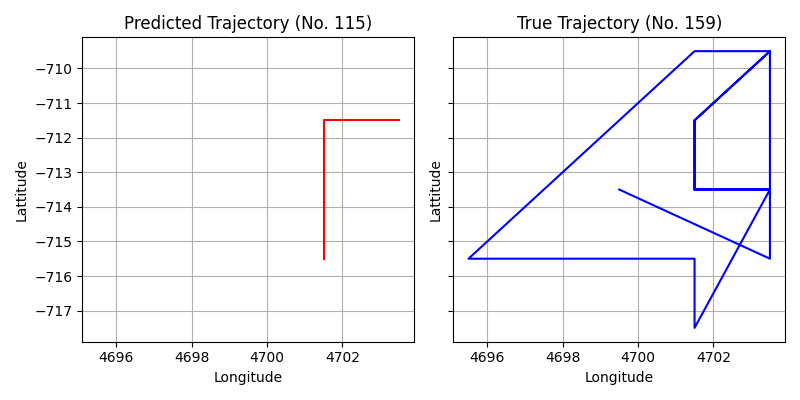 Predicted Trajectory (No. 115)
True Trajectory (No. 159)
−710
−711
−712
−713
−714
−715
−716
−717
Lattitude
Lattitude
4696 4698 4700 4702
4696 4698 4700 4702
Longitude
Longitude